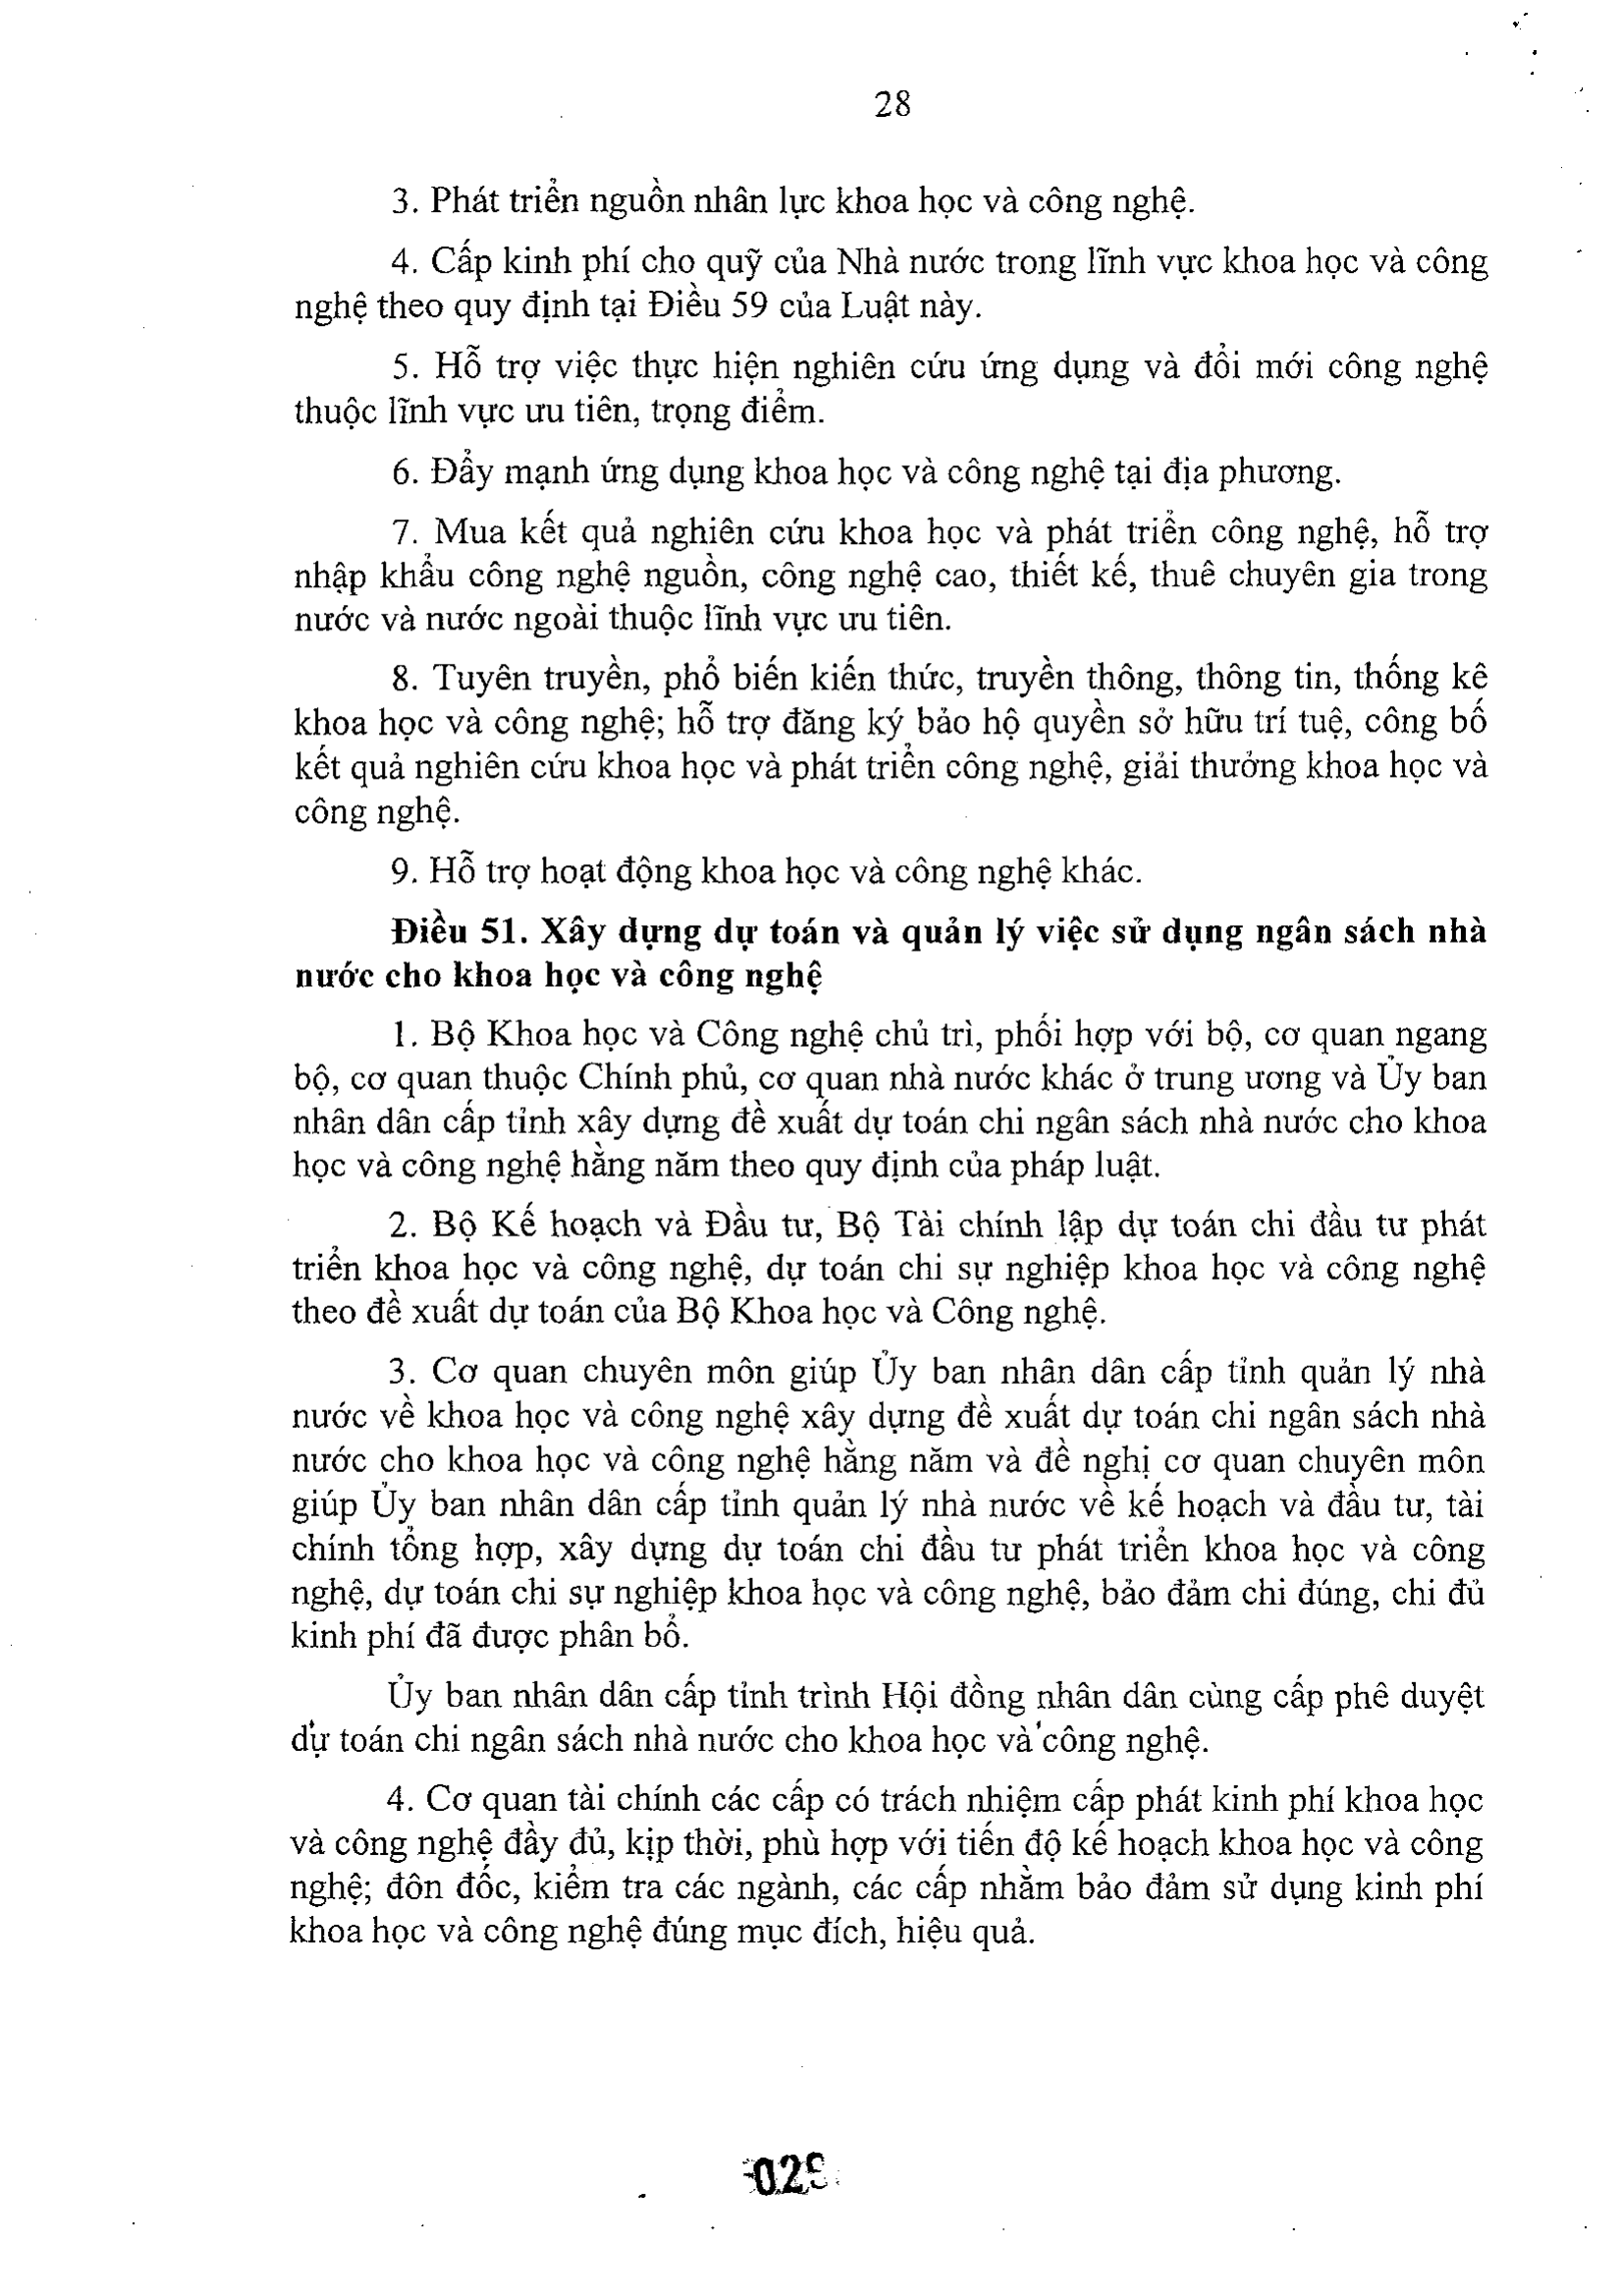 28
3. Phát triển nguồn nhân lực khoa học và công nghệ.
4. Cấp kinh phí cho quỹ của Nhà nước trong lĩnh vực khoa học và công
nghệ theo quy định tại Điều 59 của Luật này.
5. Hỗ trợ việc thực hiện nghiên cứu ứng dụng và đổi mới công nghệ
thuộc lĩnh vực ưu tiên, trọng điểm.
6. Đẩy mạnh ứng dụng khoa học và công nghệ tại địa phương.
7. Mua kết quả nghiên cứu khoa học và phát triển công nghệ, hỗ trợ
nhập khẩu công nghệ nguồn, công nghệ cao, thiết kế, thuê chuyên gia trong
nước và nước ngoài thuộc lĩnh vực ưu tiên.
8. Tuyên truyền, phổ biến kiến thức, truyền thông, thông tin, thống kê
khoa học và công nghệ; hỗ trợ đăng ký bảo hộ quyền sở hữu trí tuệ, công bố
kết quả nghiên cứu khoa học và phát triển công nghệ, giải thưởng khoa học và
công nghệ.
9. Hỗ trợ hoạt động khoa học và công nghệ khác.
Điều 51. Xây dựng dự toán và quản lý việc sử dụng ngân sách nhà
nước cho khoa học và công nghệ
1. Bộ Khoa học và Công nghệ chủ trì, phối hợp với bộ, cơ quan ngang
bộ, cơ quan thuộc Chính phủ, cơ quan nhà nước khác ở trung ương và Ủy ban
nhân dân cấp tỉnh xây dựng đề xuất dự toán chi ngân sách nhà nước cho khoa
học và công nghệ hằng năm theo quy định của pháp luật.
2. Bộ Kế hoạch và Đầu tư, Bộ Tài chính lập dự toán chi đầu tư phát
triển khoa học và công nghệ, dự toán chi sự nghiệp khoa học và công nghệ
theo đề xuất dự toán của Bộ Khoa học và Công nghệ.
3. Cơ quan chuyên môn giúp Ủy ban nhân dân cấp tỉnh quản lý nhà
nước về khoa học và công nghệ xây dựng đề xuất dự toán chi ngân sách nhà
nước cho khoa học và công nghệ hằng năm và đề nghị cơ quan chuyên môn
giúp Ủy ban nhân dân cấp tỉnh quản lý nhà nước về kế hoạch và đầu tư, tài
chính tổng hợp, xây dựng dự toán chi đầu tư phát triển khoa học và công
nghệ, dự toán chi sự nghiệp khoa học và công nghệ, bảo đảm chi đúng, chi đủ
kinh phí đã được phân bổ.
Ủy ban nhân dân cấp tỉnh trình Hội đồng nhân dân cùng cấp phê duyệt
dự toán chi ngân sách nhà nước cho khoa học và công nghệ.
4. Cơ quan tài chính các cấp có trách nhiệm cấp phát kinh phí khoa học
và công nghệ đầy đủ, kịp thời, phù hợp với tiến độ kế hoạch khoa học và công
nghệ; đôn đốc, kiểm tra các ngành, các cấp nhằm bảo đảm sử dụng kinh phí
khoa học và công nghệ đúng mục đích, hiệu quả.